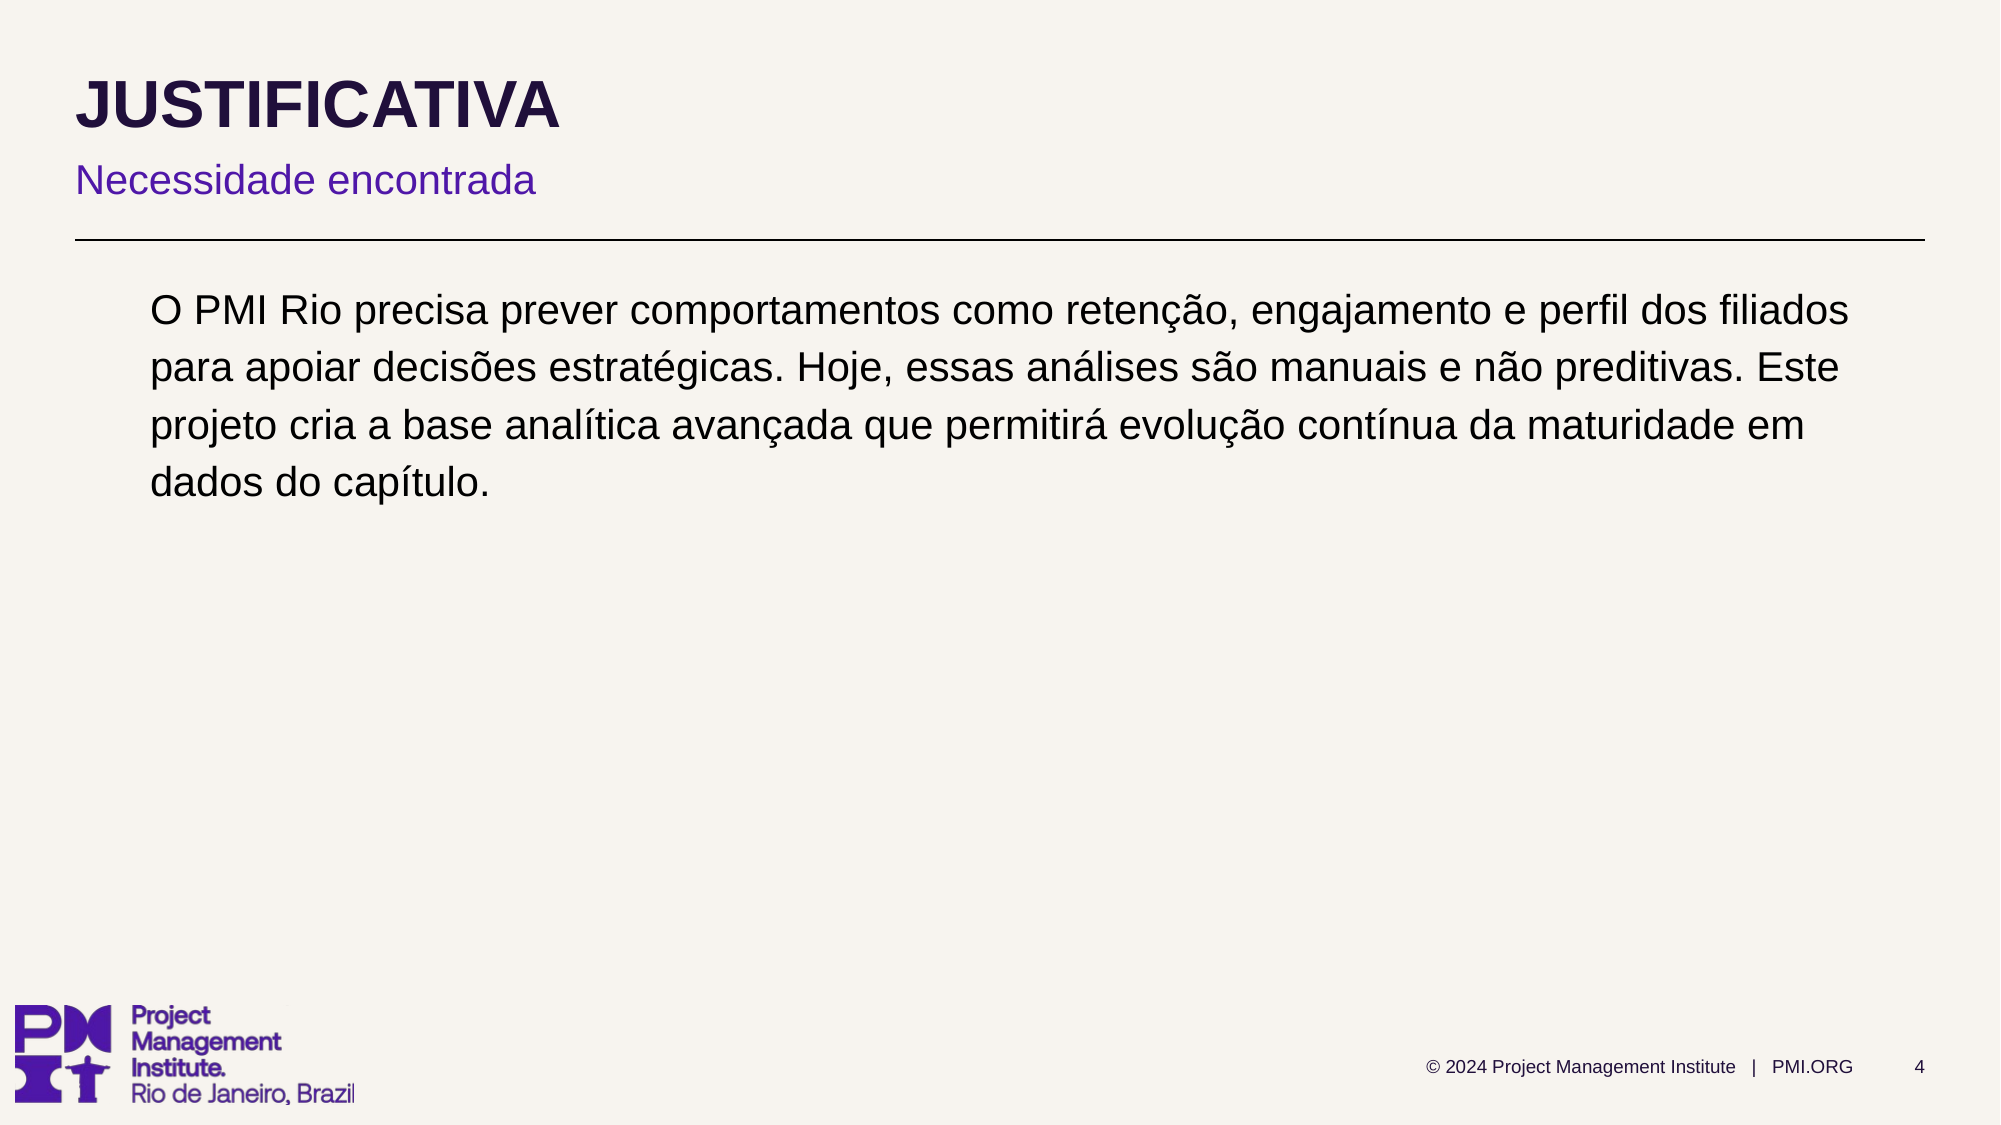 JUSTIFICATIVA
Necessidade encontrada
O PMI Rio precisa prever comportamentos como retenção, engajamento e perfil dos filiados
para apoiar decisões estratégicas. Hoje, essas análises são manuais e não preditivas. Este
projeto cria a base analítica avançada que permitirá evolução contínua da maturidade em
dados do capítulo.
Project
Management
Institute.
Rio de Janeiro, Brazil
© 2024 Project Management Institute | PMI.ORG 4